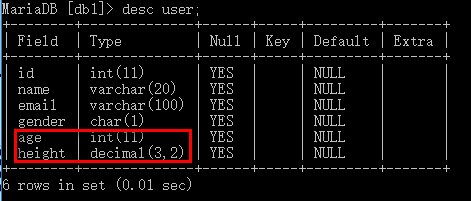 MariaDB [db1]> desc user;
+--------+--------------+------+-----+---------+-------+
| Field | Type | Null | Key | Default | Extra |
+--------+--------------+------+-----+---------+-------+
| id | int(11) | YES | | NULL | |
| name | varchar(20) | YES | | NULL | |
| email | varchar(100) | YES | | NULL | |
| gender | char(1) | YES | | NULL | |
| age | int(11) | YES | | NULL | |
| height | decimal(3,2) | YES | | NULL | |
+--------+--------------+------+-----+---------+-------+
6 rows in set (0.01 sec)